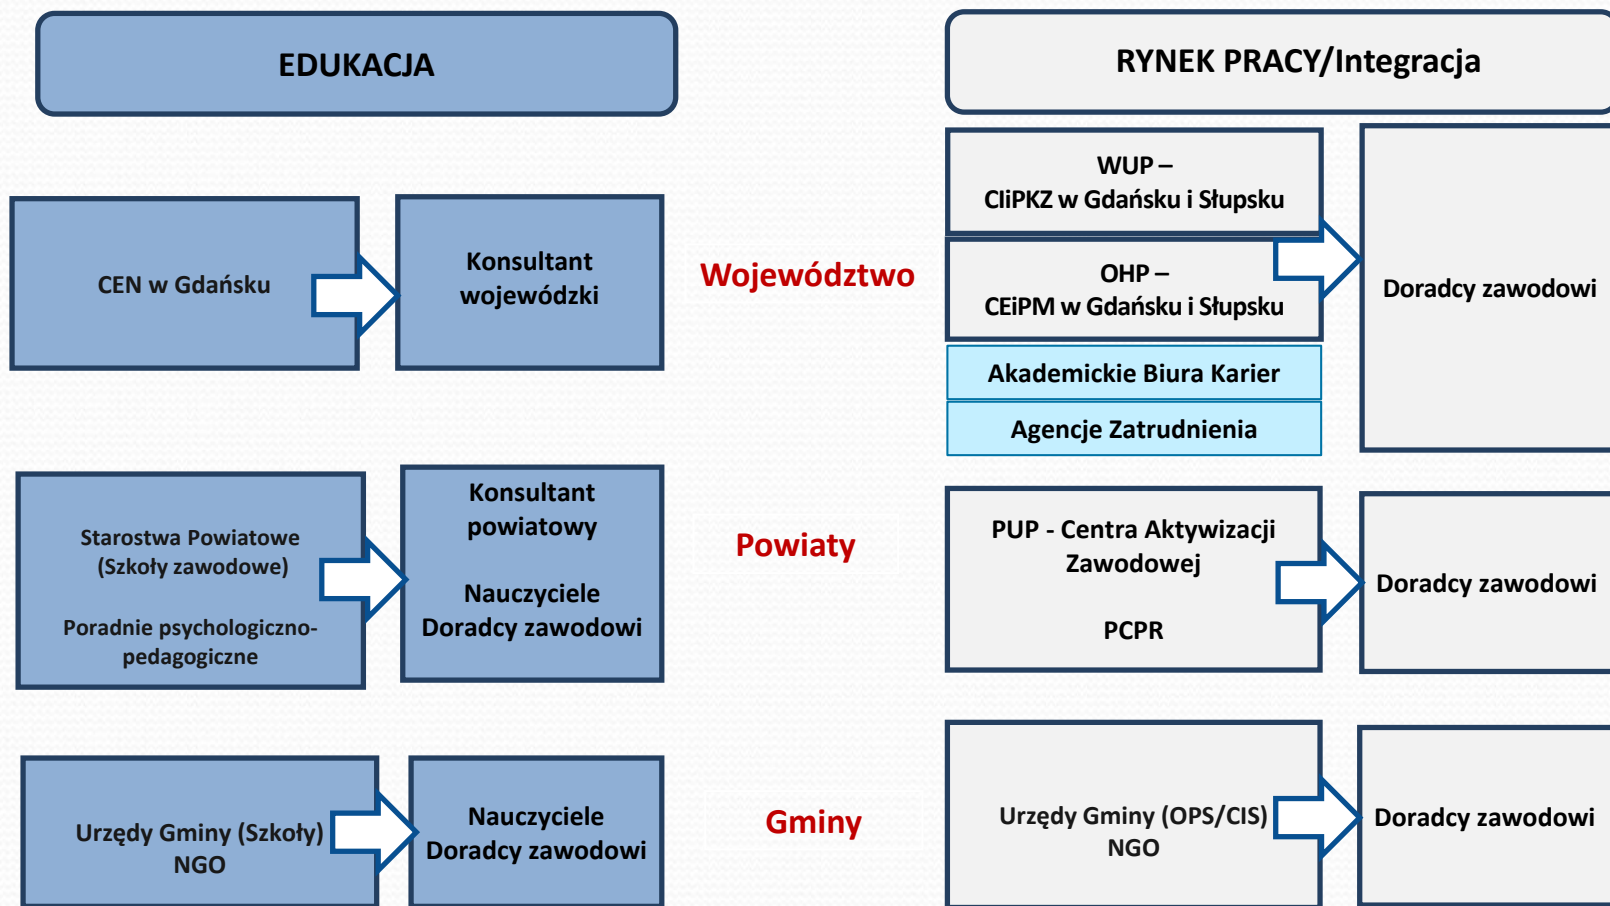 EDUKACJA
RYNEK PRACY/Integracja
CEN w Gdańsku
Konsultant
wojewódzki
Województwo
WUP –
CIiPKZ w Gdańsku i Słupsku
OHP –
CEiPM w Gdańsku i Słupsku
Akademickie Biura Karier
Agencje Zatrudnienia
Doradcy zawodowi
Starostwa Powiatowe
(Szkoły zawodowe)
Poradnie psychologiczno-
pedagogiczne
Konsultant
powiatowy
Nauczyciele
Doradcy zawodowi
Powiaty
PUP - Centra Aktywizacji
Zawodowej
PCPR
Doradcy zawodowi
Urzędy Gminy (Szkoły)
NGO
Nauczyciele
Doradcy zawodowi
Gminy
Urzędy Gminy (OPS/CIS)
NGO
Doradcy zawodowi